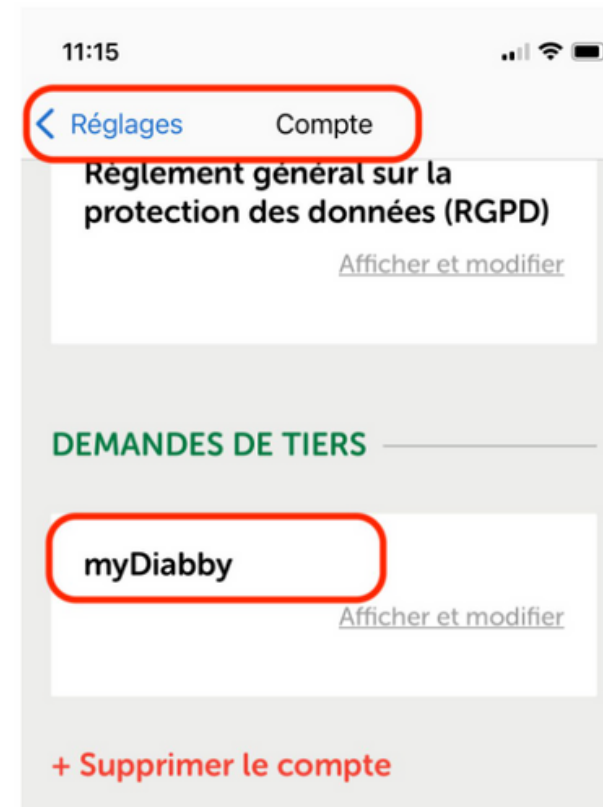 11:15
Réglages Compte
Règlement général sur la
protection des données (RGPD)
Afficher et modifier
DEMANDES DE TIERS
myDiabby
Afficher et modifier
+ Supprimer le compte